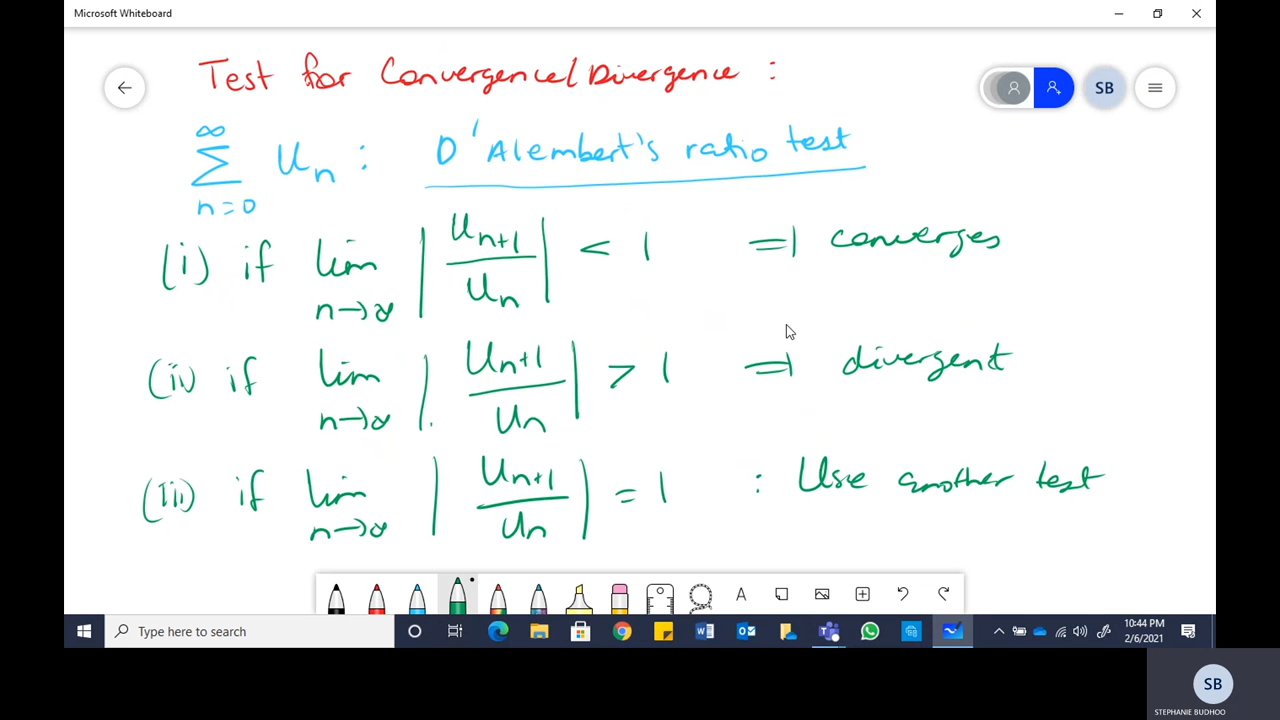 Microsoft Whiteboard
Test for Convergence/Divergence :
SB
∞
∑ Un : D'Alembert's ratio test
n=0
(i) if lim | Un+1 / Un | < 1 ⇒ converges
n→∞
(ii) if lim | Un+1 / Un | > 1 ⇒ divergent
n→∞
(iii) if lim | Un+1 / Un | = 1 : Use another test
n→∞
A
Type here to search
10:44 PM
2/6/2021
SB
STEPHANIE BUDHOO